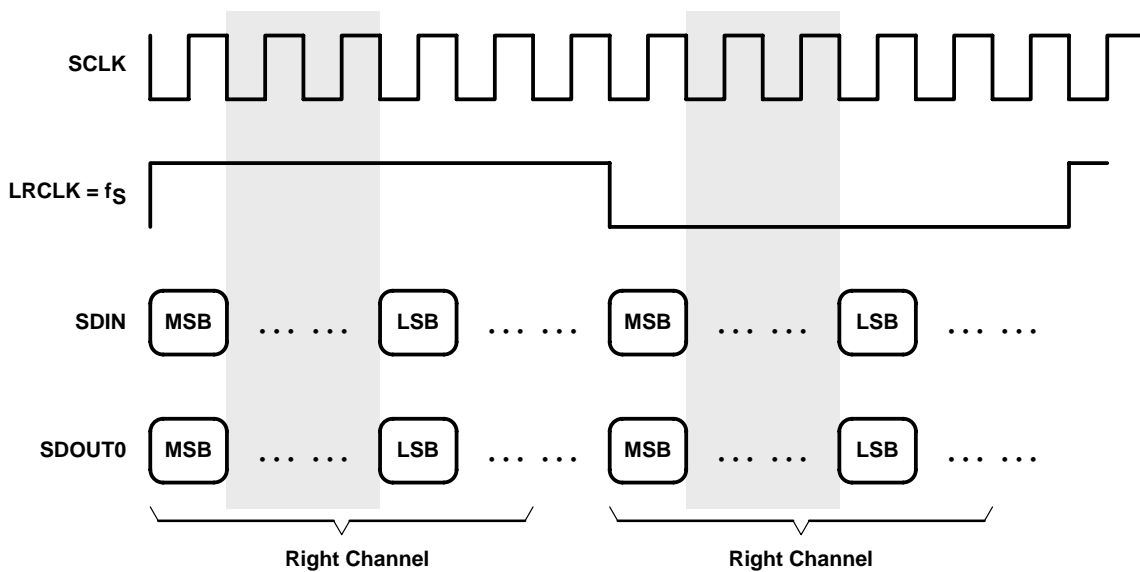 SCLK
LRCLK = fS
SDIN MSB ... ... LSB ... ... MSB ... ... LSB ... ...
SDOUT0 MSB ... ... LSB ... ... MSB ... ... LSB ... ...
Right Channel Right Channel